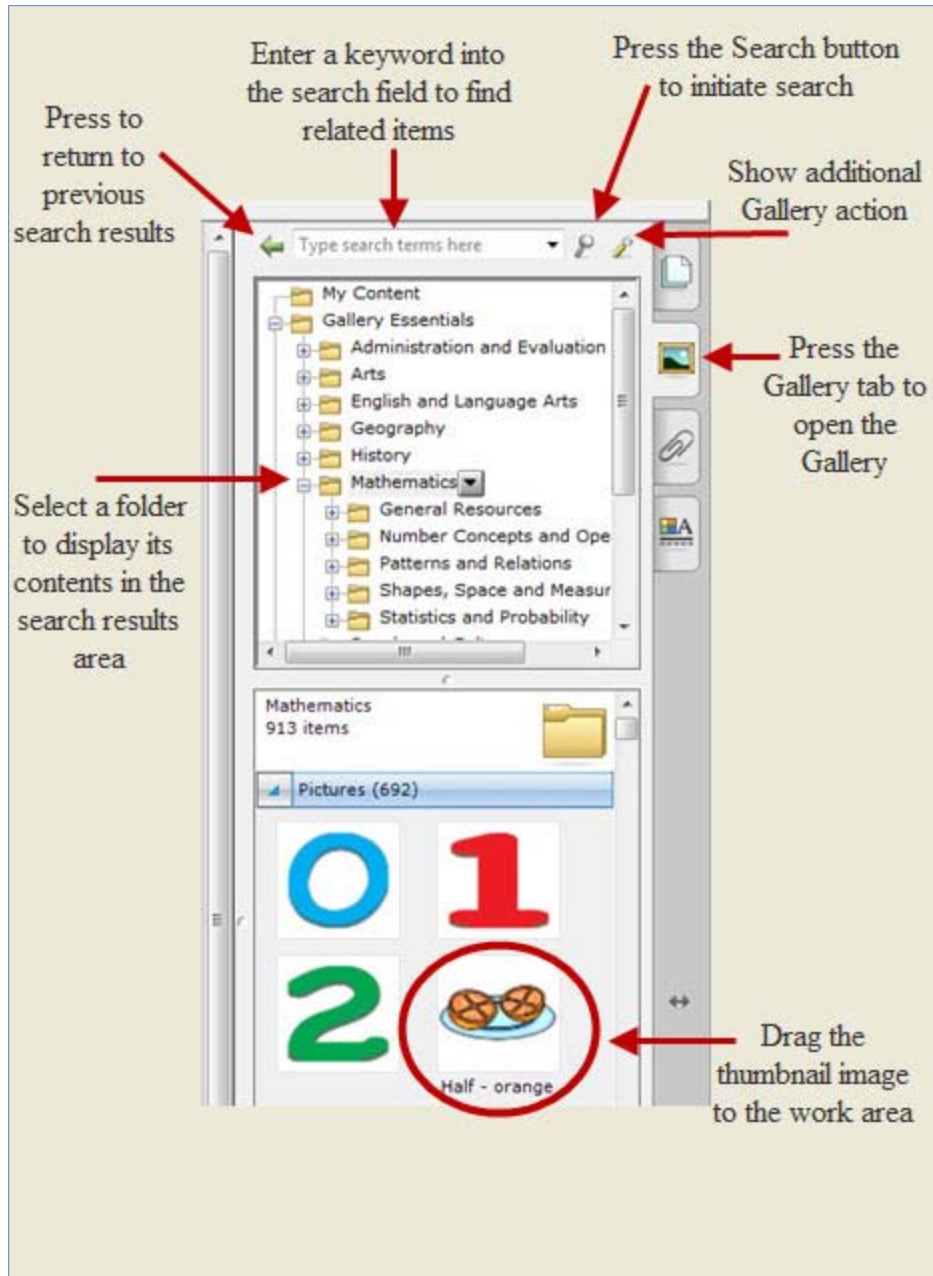 Enter a keyword into
the search field to find
related items
Press the Search button
to initiate search
Press to
return to
previous
search results
Show additional
Gallery action
Type search terms here
My Content
Gallery Essentials
Administration and Evaluation
Arts
English and Language Arts
Geography
History
Mathematics
General Resources
Number Concepts and Ope
Patterns and Relations
Shapes, Space and Measur
Statistics and Probability
Press the
Gallery tab to
open the
Gallery
A
Select a folder
to display its
contents in the
search results
area
Mathematics
913 items
Pictures (692)
0 1
2
Half - orange
Drag the
thumbnail image
to the work area